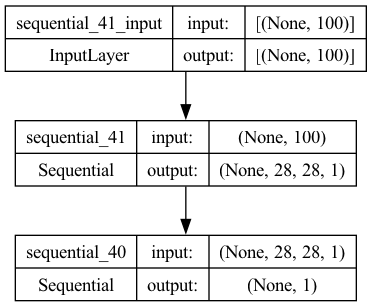 sequential_41_input input: [(None, 100)]
InputLayer output: [(None, 100)]
sequential_41 input: (None, 100)
Sequential output: (None, 28, 28, 1)
sequential_40 input: (None, 28, 28, 1)
Sequential output: (None, 1)